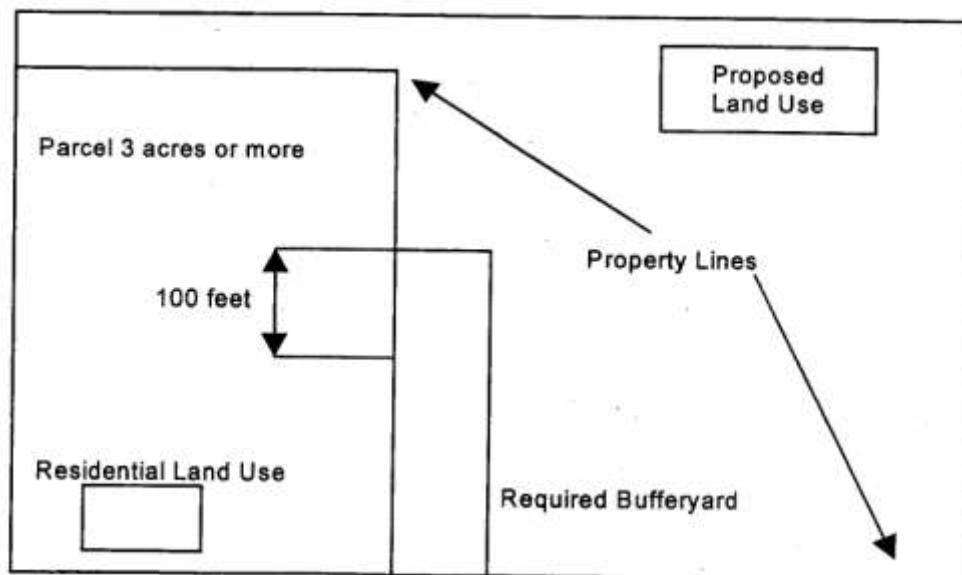 Proposed
Land Use
Parcel 3 acres or more
Property Lines
100 feet
Residential Land Use
Required Bufferyard